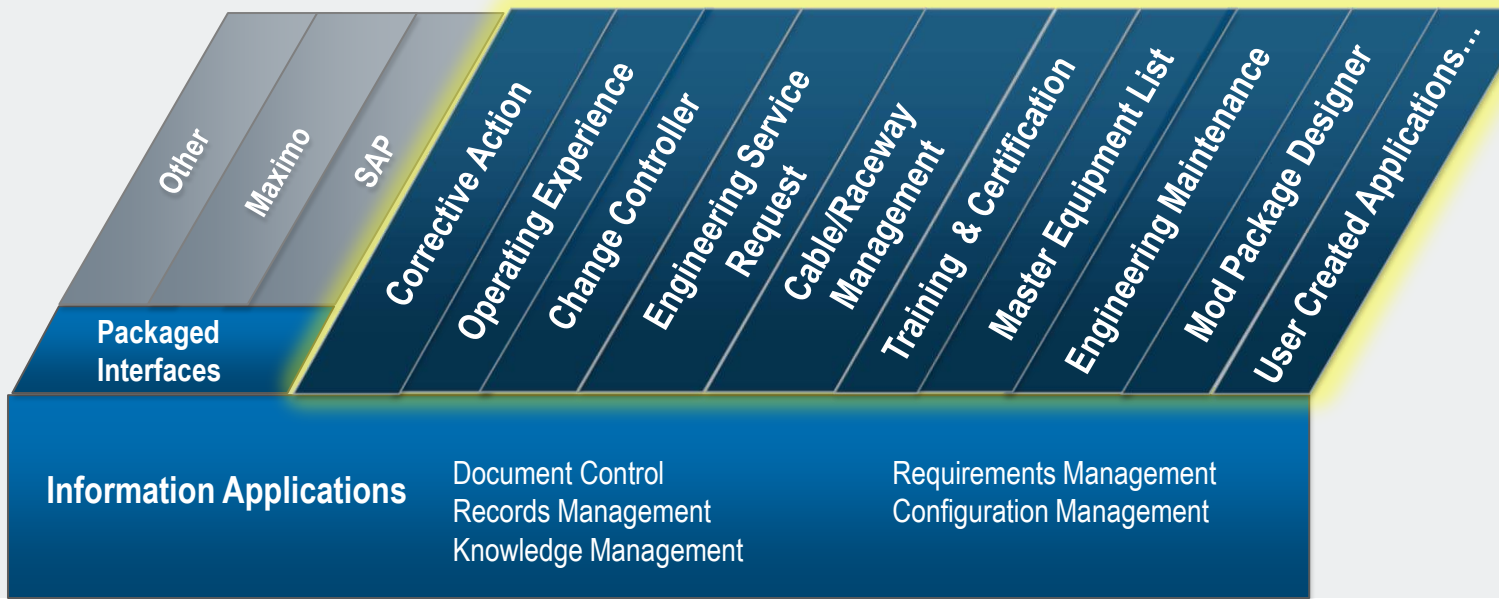 Other
Maximo
SAP
Corrective Action
Operating Experience
Change Controller
Engineering Service
Request
Cable/Raceway
Management
Training & Certification
Master Equipment List
Engineering Maintenance
Mod Package Designer
User Created Applications…
Packaged
Interfaces
Information Applications
Document Control
Records Management
Knowledge Management
Requirements Management
Configuration Management